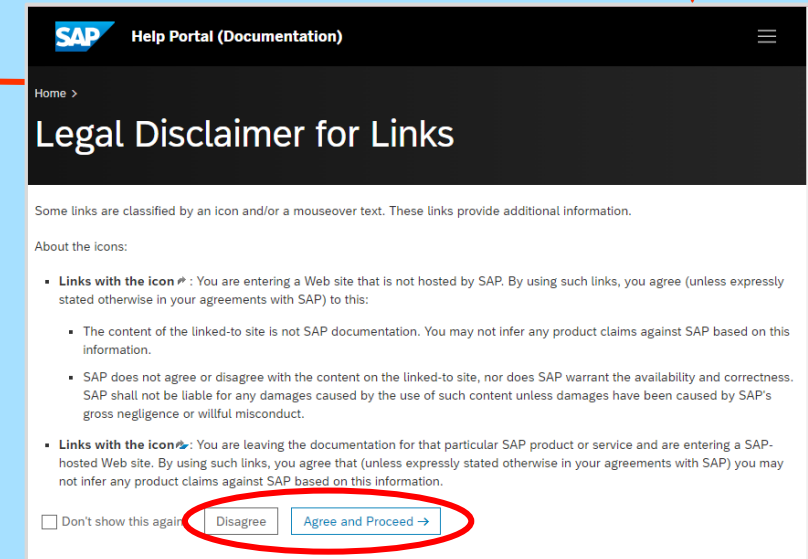 SAP Help Portal (Documentation)
Home >
Legal Disclaimer for Links
Some links are classified by an icon and/or a mouseover text. These links provide additional information.
About the icons:
Links with the icon : You are entering a Web site that is not hosted by SAP. By using such links, you agree (unless expressly
stated otherwise in your agreements with SAP) to this:
The content of the linked-to site is not SAP documentation. You may not infer any product claims against SAP based on this
information.
SAP does not agree or disagree with the content on the linked-to site, nor does SAP warrant the availability and correctness.
SAP shall not be liable for any damages caused by the use of such content unless damages have been caused by SAP's
gross negligence or willful misconduct.
Links with the icon : You are leaving the documentation for that particular SAP product or service and are entering a SAP-
hosted Web site. By using such links, you agree that (unless expressly stated otherwise in your agreements with SAP) you may
not infer any product claims against SAP based on this information.
Don't show this again Disagree Agree and Proceed →